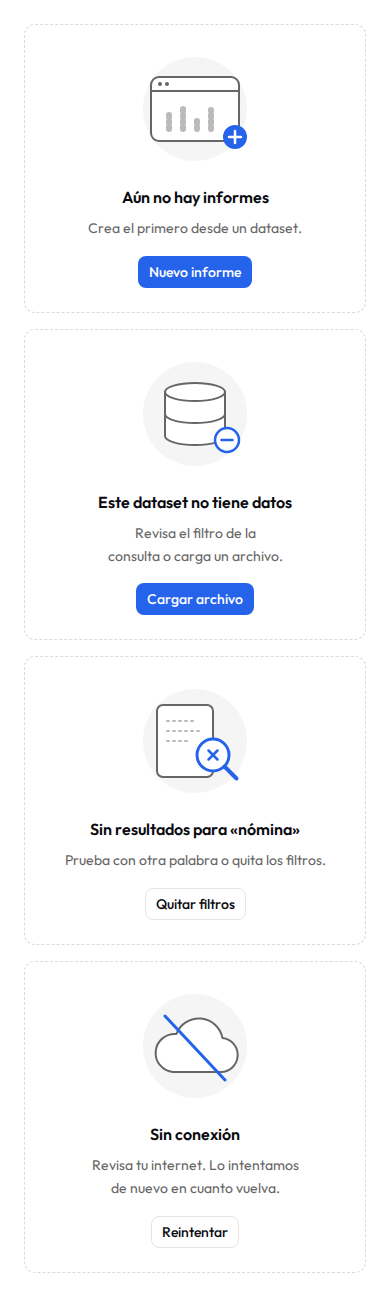 Aún no hay informes
Crea el primero desde un dataset.
Nuevo informe
Este dataset no tiene datos
Revisa el filtro de la
consulta o carga un archivo.
Cargar archivo
Sin resultados para «nómina»
Prueba con otra palabra o quita los filtros.
Quitar filtros
Sin conexión
Revisa tu internet. Lo intentamos
de nuevo en cuanto vuelva.
Reintentar